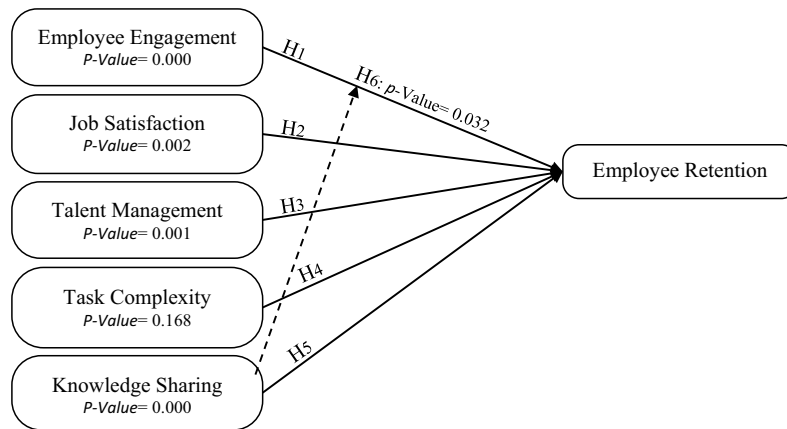 Employee Engagement
P-Value= 0.000
H1
H6: p-Value= 0.032
Job Satisfaction
P-Value= 0.002
H2
Employee Retention
Talent Management
P-Value= 0.001
H3
Task Complexity
P-Value= 0.168
H4
Knowledge Sharing
P-Value= 0.000
H5